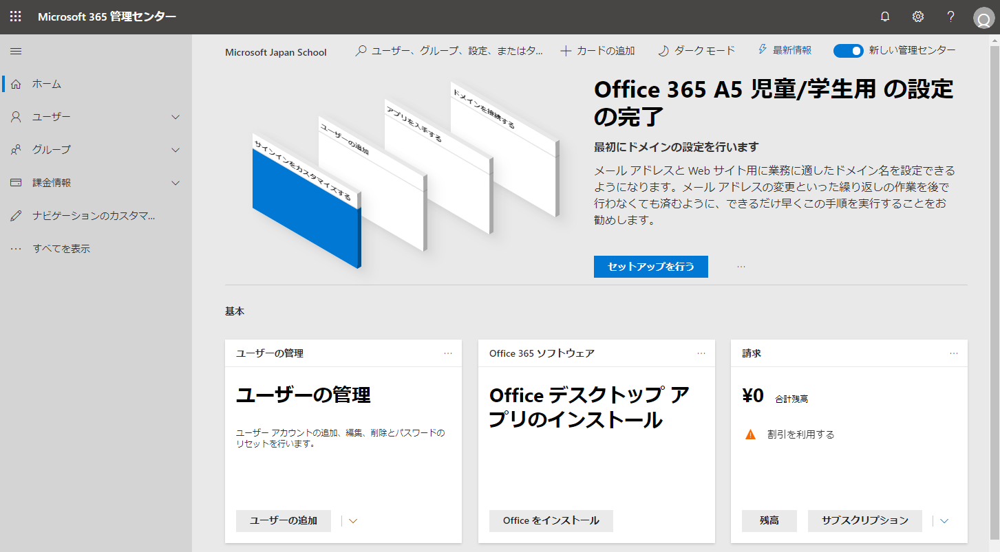 Microsoft 365 管理センター
Microsoft Japan School
ユーザー、グループ、設定、またはタ...
カードの追加
ダーク モード
最新情報
新しい管理センター
ホーム
ユーザー
グループ
課金情報
ナビゲーションのカスタマ...
すべてを表示
サインインをカスタマイズする
ユーザーの追加
アプリを入手する
ドメインを接続する
Office 365 A5 児童/学生用 の設定
の完了
最初にドメインの設定を行います
メール アドレスと Web サイト用に業務に適したドメイン名を設定できる
ようになります。メール アドレスの変更といった繰り返しの作業を後で
行わなくても済むように、できるだけ早くこの手順を実行することをお
勧めします。
セットアップを行う
基本
ユーザーの管理
ユーザーの管理
ユーザー アカウントの追加、編集、削除とパスワードの
リセットを行います。
ユーザーの追加
Office 365 ソフトウェア
Office デスクトップ ア
プリのインストール
Office をインストール
請求
¥0 合計残高
割引を利用する
残高
サブスクリプション